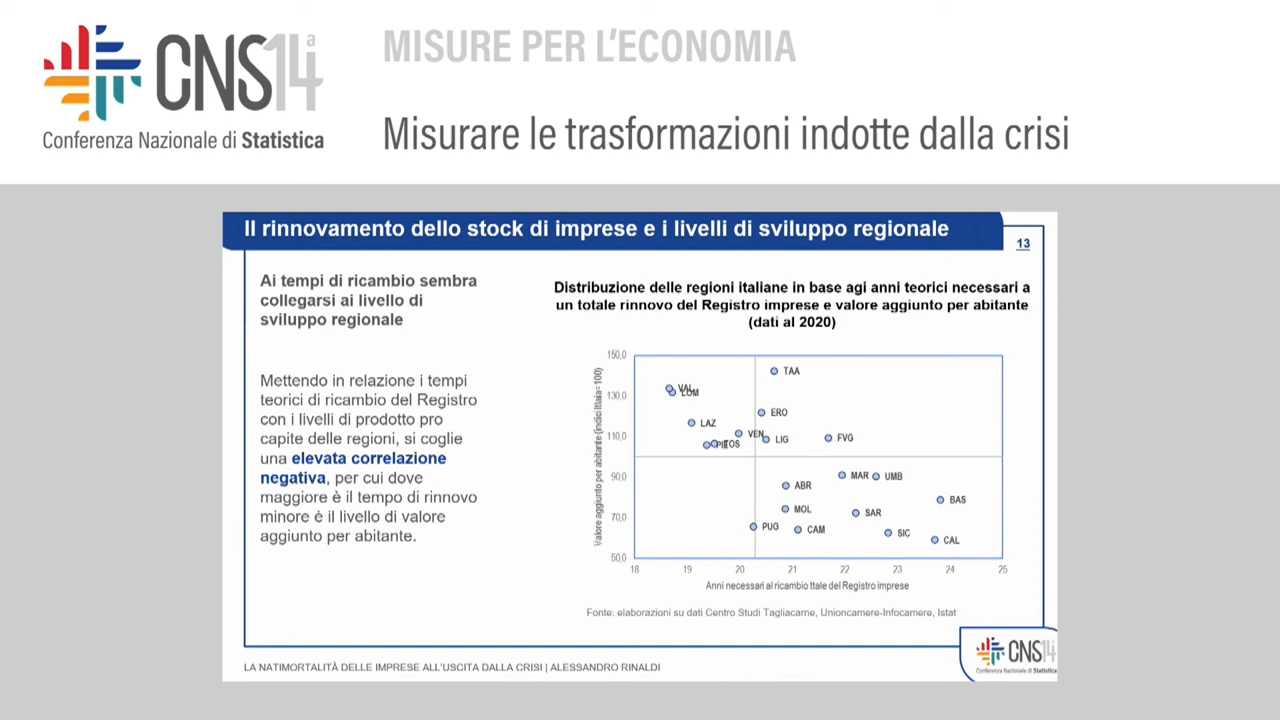 CNS14a
Conferenza Nazionale di Statistica
MISURE PER L'ECONOMIA
Misurare le trasformazioni indotte dalla crisi
Il rinnovamento dello stock di imprese e i livelli di sviluppo regionale
13
Ai tempi di ricambio sembra
collegarsi ai livello di
sviluppo regionale
Mettendo in relazione i tempi
teorici di ricambio del Registro
con i livelli di prodotto pro
capite delle regioni, si coglie
una elevata correlazione
negativa, per cui dove
maggiore è il tempo di rinnovo
minore è il livello di valore
aggiunto per abitante.
Distribuzione delle regioni italiane in base agi anni teorici necessari a
un totale rinnovo del Registro imprese e valore aggiunto per abitante
(dati al 2020)
Valore aggiunto per abitante (indici Itlaia=100)
150,0
130,0
110,0
90,0
70,0
50,0
TAA
VAL
LOM
ERO
LAZ
VEN
LIG
FVG
PIE
TOS
MAR
UMB
ABR
BAS
MOL
SAR
PUG
CAM
SIC
CAL
18
19
20
21
22
23
24
25
Anni necessari al ricambio ttale del Registro imprese
Fonte: elaborazioni su dati Centro Studi Tagliacarne, Unioncamere-Infocamere, Istat
LA NATIMORTALITÀ DELLE IMPRESE ALL'USCITA DALLA CRISI | ALESSANDRO RINALDI
CNS14
Conferenza Nazionale di Statistica